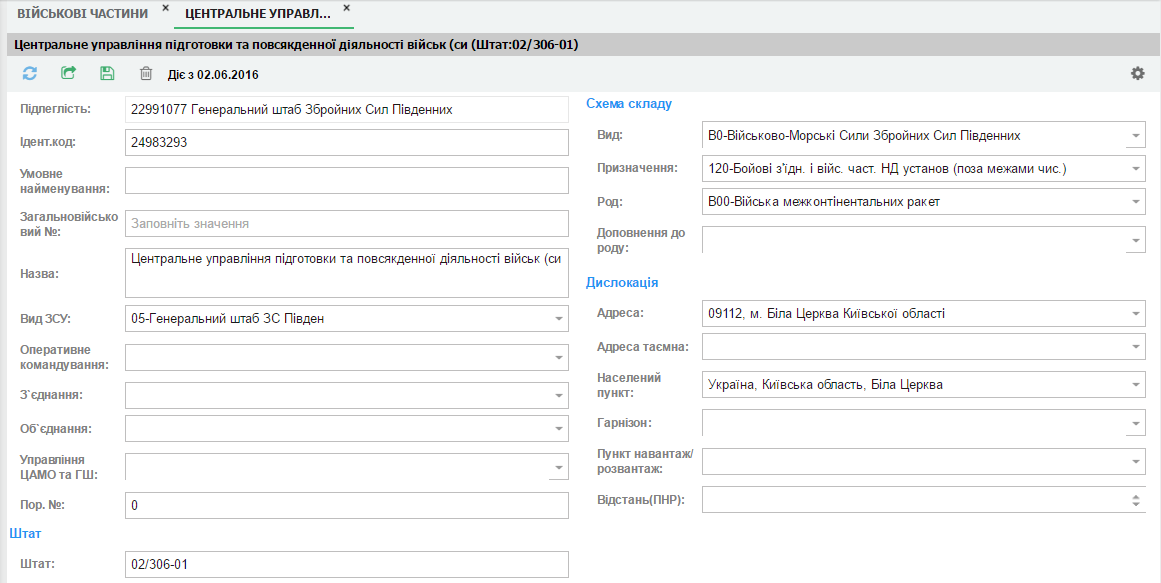 ВІЙСЬКОВІ ЧАСТИНИ ×
ЦЕНТРАЛЬНЕ УПРАВЛ... ×
Центральне управління підготовки та повсякденної діяльності військ (си (Штат:02/306-01)
Діє з 02.06.2016
Підлеглість: 22991077 Генеральний штаб Збройних Сил Південних
Ідент.код: 24983293
Умовне
найменування:
Загальновійсько
вий №: Заповніть значення
Назва: Центральне управління підготовки та повсякденної діяльності військ (си
Вид ЗСУ: 05-Генеральний штаб ЗС Півден
Оперативне
командування:
З`єднання:
Об`єднання:
Управління
ЦАМО та ГШ:
Пор. №: 0
Штат
Штат: 02/306-01
Схема складу
Вид: В0-Військово-Морські Сили Збройних Сил Південних
Призначення: 120-Бойові з'їдн. і війс. част. НД установ (поза межами чис.)
Род: В00-Війська межконтінентальних ракет
Доповнення до
роду:
Дислокація
Адреса: 09112, м. Біла Церква Київської області
Адреса таємна:
Населений
пункт: Україна, Київська область, Біла Церква
Гарнізон:
Пункт навантаж/
розвантаж:
Відстань(ПНР):